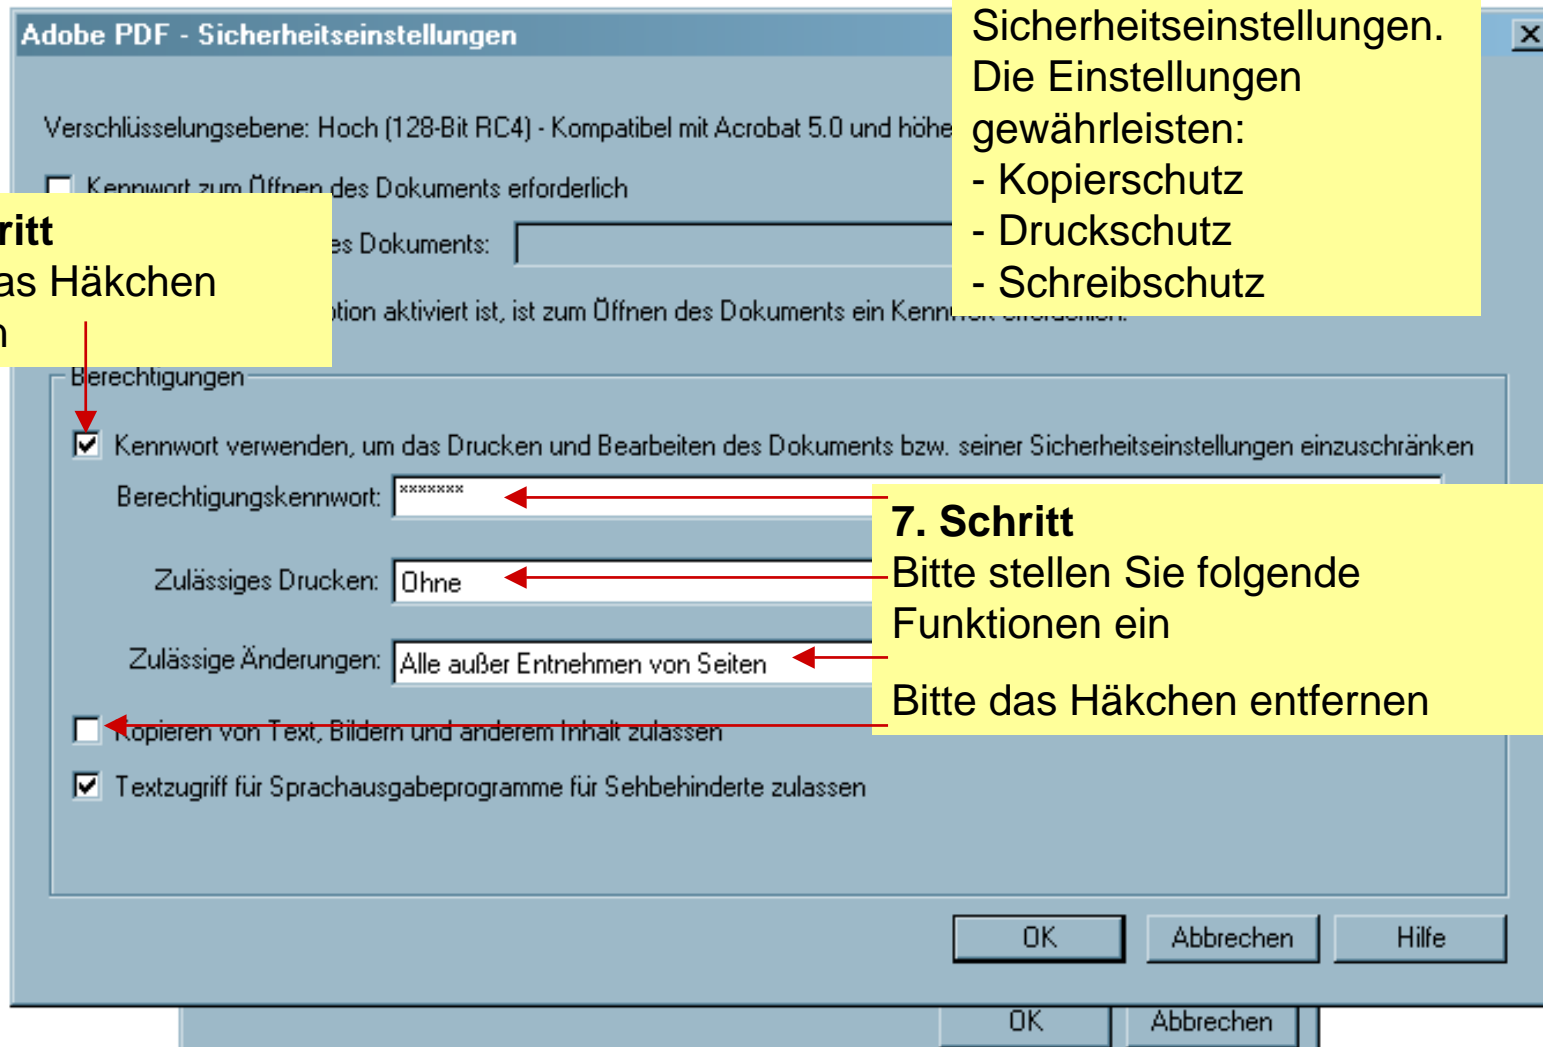 Adobe PDF - Sicherheitseinstellungen
Sicherheitseinstellungen.
Die Einstellungen
gewährleisten:
- Kopierschutz
- Druckschutz
- Schreibschutz
Verschlüsselungsebene: Hoch (128-Bit RC4) - Kompatibel mit Acrobat 5.0 und höhe
Kennwort zum Öffnen des Dokuments erforderlich
ritt
as Häkchen
n
es Dokuments:
ption aktiviert ist, ist zum Öffnen des Dokuments ein Kennwort erforderlich.
Berechtigungen
Kennwort verwenden, um das Drucken und Bearbeiten des Dokuments bzw. seiner Sicherheitseinstellungen einzuschränken
Berechtigungskennwort: *******
7. Schritt
Bitte stellen Sie folgende
Funktionen ein
Bitte das Häkchen entfernen
Zulässiges Drucken: Ohne
Zulässige Änderungen: Alle außer Entnehmen von Seiten
Kopieren von Text, Bildern und anderem Inhalt zulassen
Textzugriff für Sprachausgabeprogramme für Sehbehinderte zulassen
OK Abbrechen Hilfe
OK Abbrechen